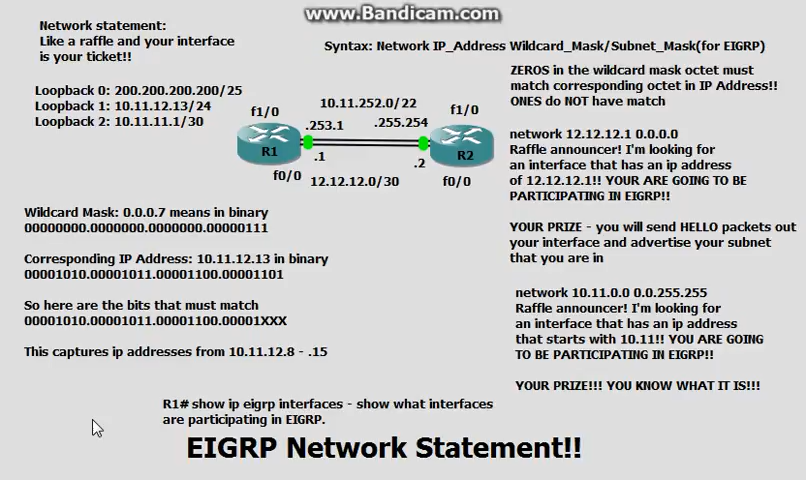 www.Bandicam.com
Network statement:
Like a raffle and your interface
is your ticket!!
Syntax: Network IP_Address Wildcard_Mask/Subnet_Mask(for EIGRP)
Loopback 0: 200.200.200.200/25
Loopback 1: 10.11.12.13/24
Loopback 2: 10.11.11.1/30
f1/0
10.11.252.0/22
f1/0
.253.1
.255.254
R1
R2
.1
.2
f0/0
12.12.12.0/30
f0/0
ZEROS in the wildcard mask octet must
match corresponding octet in IP Address!!
ONES do NOT have match
network 12.12.12.1 0.0.0.0
Raffle announcer! I'm looking for
an interface that has an ip address
of 12.12.12.1!! YOUR ARE GOING TO BE
PARTICIPATING IN EIGRP!!
YOUR PRIZE - you will send HELLO packets out
your interface and advertise your subnet
that you are in
Wildcard Mask: 0.0.0.7 means in binary
00000000.00000000.00000000.00000111
Corresponding IP Address: 10.11.12.13 in binary
00001010.00001011.00001100.00001101
So here are the bits that must match
00001010.00001011.00001100.00001XXX
This captures ip addresses from 10.11.12.8 - .15
network 10.11.0.0 0.0.255.255
Raffle announcer! I'm looking for
an interface that has an ip address
that starts with 10.11!! YOU ARE GOING
TO BE PARTICIPATING IN EIGRP!!
YOUR PRIZE!!! YOU KNOW WHAT IT IS!!!
R1# show ip eigrp interfaces - show what interfaces
are participating in EIGRP.
EIGRP Network Statement!!